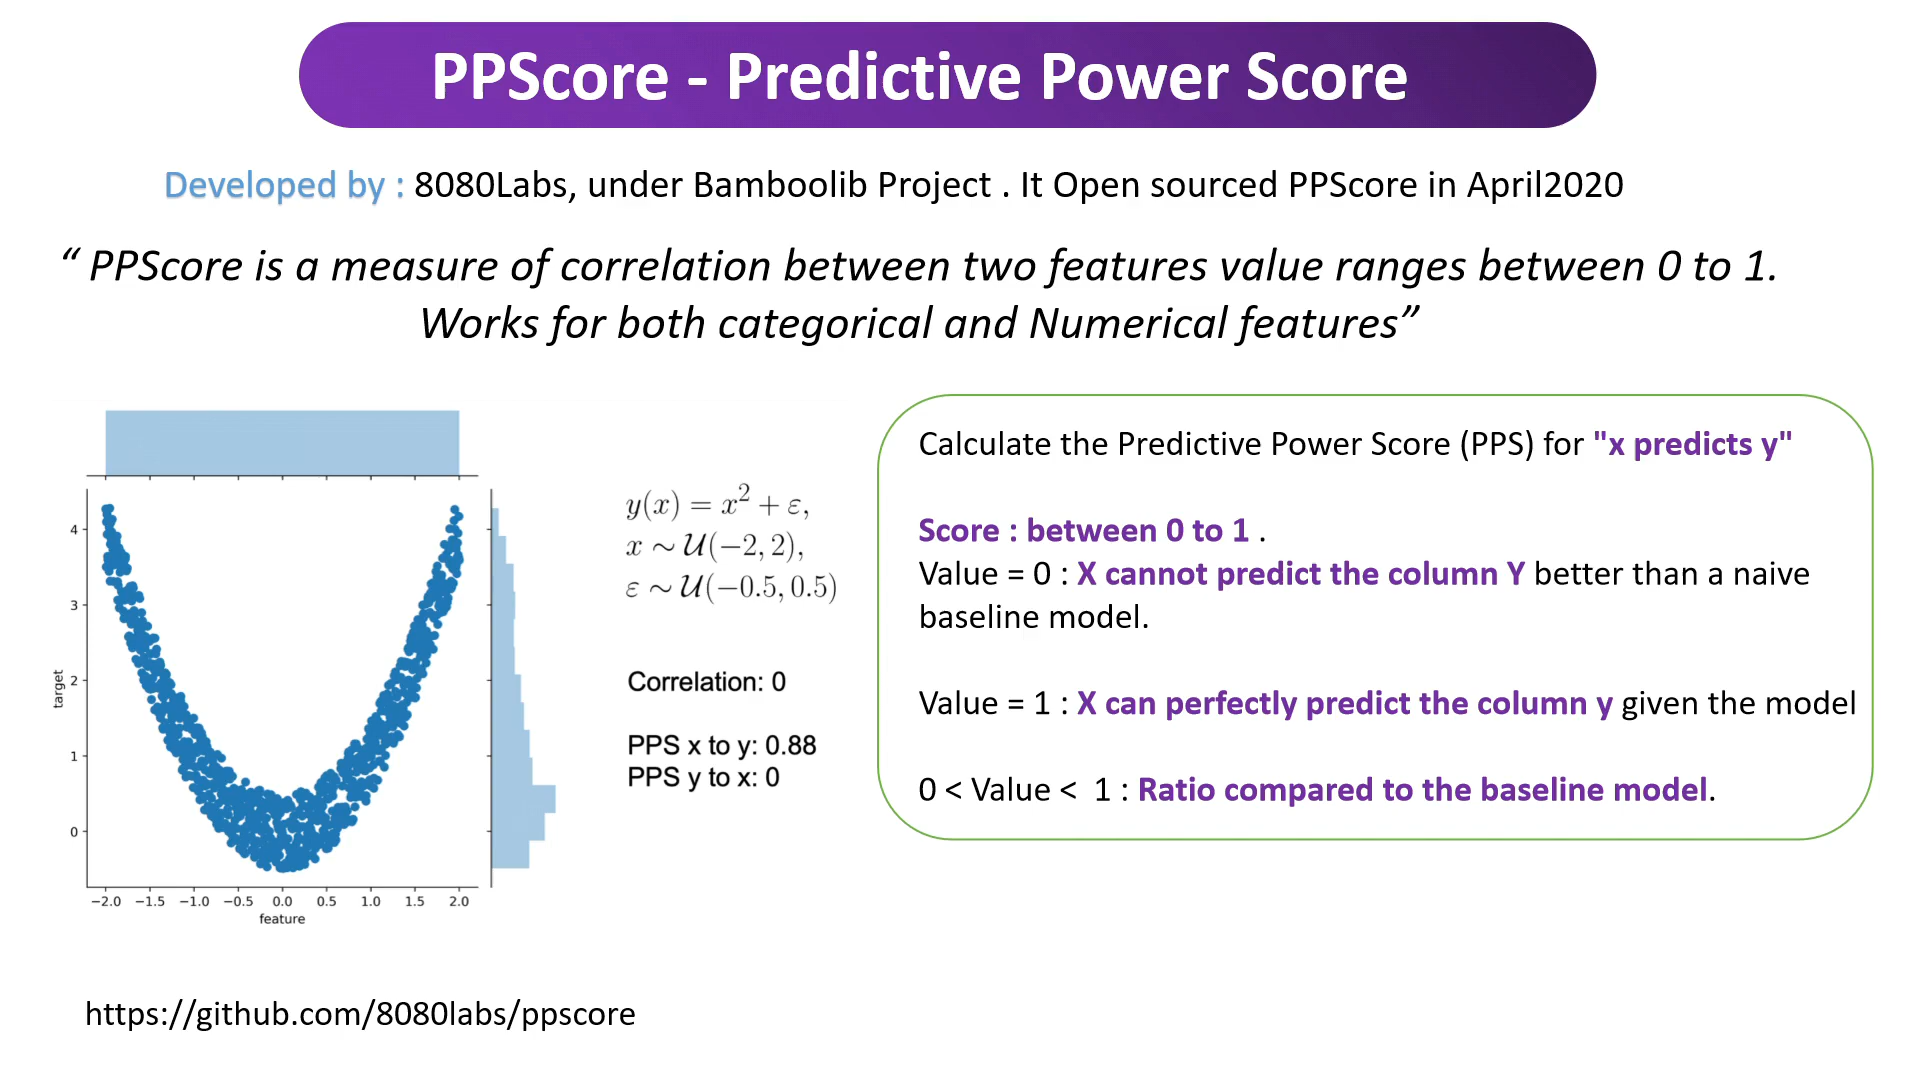 PPScore - Predictive Power Score
Developed by : 8080Labs, under Bamboolib Project . It Open sourced PPScore in April2020
“ PPScore is a measure of correlation between two features value ranges between 0 to 1.
Works for both categorical and Numerical features”
4
3
2
1
0
target
−2.0 −1.5 −1.0 −0.5 0.0 0.5 1.0 1.5 2.0
feature
y(x) = x² + ε,
x ∼ 𝒰(−2, 2),
ε ∼ 𝒰(−0.5, 0.5)
Correlation: 0
PPS x to y: 0.88
PPS y to x: 0
Calculate the Predictive Power Score (PPS) for "x predicts y"
Score : between 0 to 1 .
Value = 0 : X cannot predict the column Y better than a naive
baseline model.
Value = 1 : X can perfectly predict the column y given the model
0 < Value < 1 : Ratio compared to the baseline model.
https://github.com/8080labs/ppscore